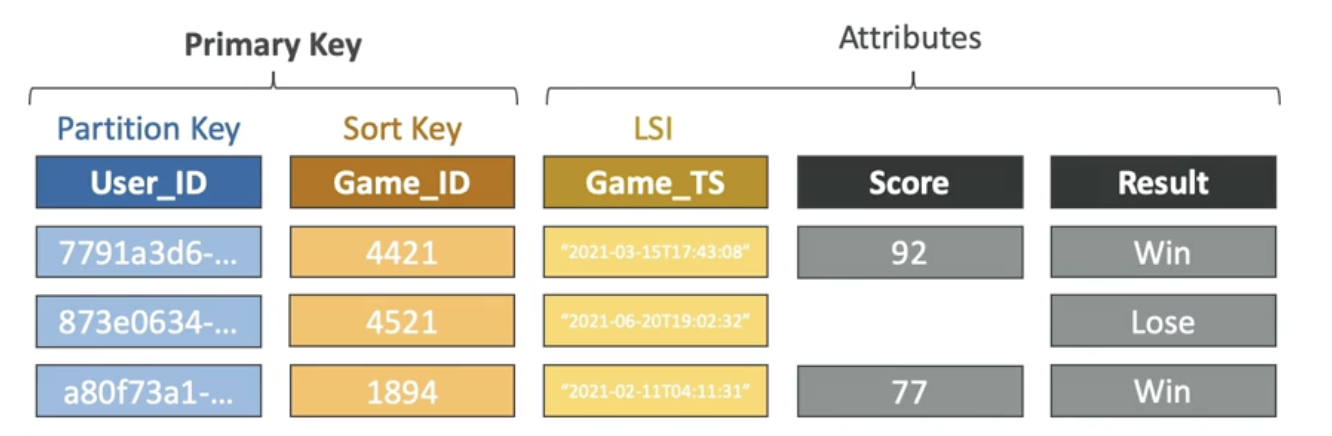 Primary Key Attributes
Partition Key Sort Key LSI
User_ID Game_ID Game_TS Score Result
7791a3d6-... 4421 "2021-03-15T17:43:08" 92 Win
873e0634-... 4521 "2021-06-20T19:02:32" Lose
a80f73a1-... 1894 "2021-02-11T04:11:31" 77 Win